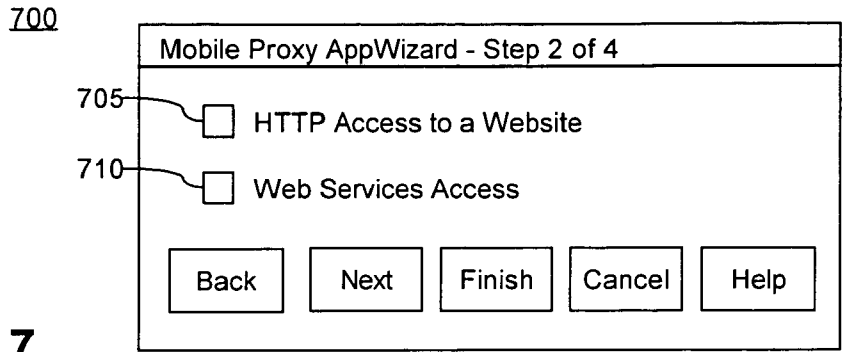 700
Mobile Proxy AppWizard - Step 2 of 4
705
HTTP Access to a Website
710
Web Services Access
Back Next Finish Cancel Help
7